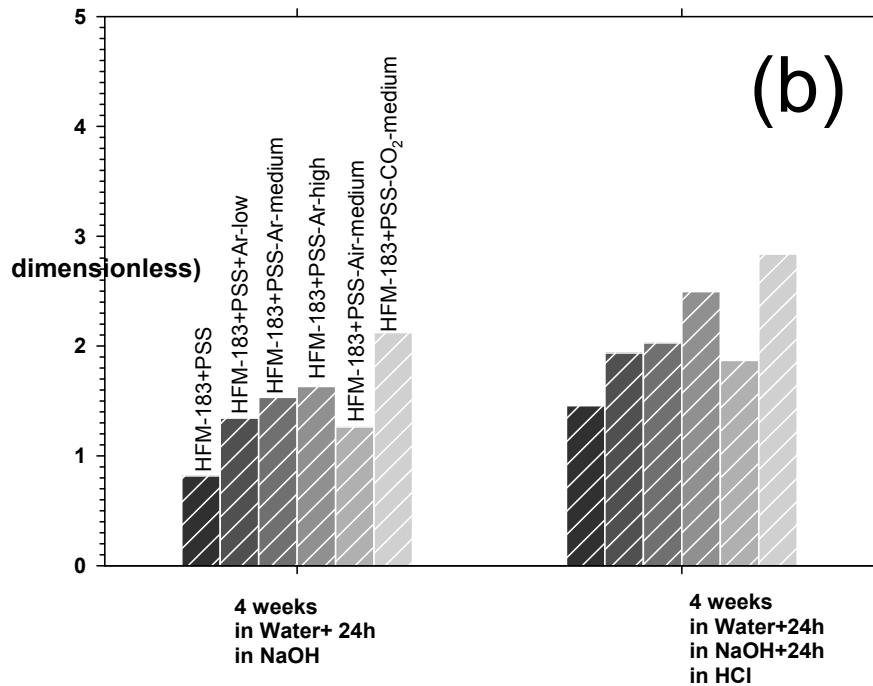 (b)
5
4
3
2
1
0
dimensionless)
HFM-183+PSS
HFM-183+PSS+Ar-low
HFM-183+PSS-Ar-medium
HFM-183+PSS-Ar-high
HFM-183+PSS-Air-medium
HFM-183+PSS-CO₂-medium
4 weeks
in Water+ 24h
in NaOH
4 weeks
in Water+24h
in NaOH+24h
in HCl